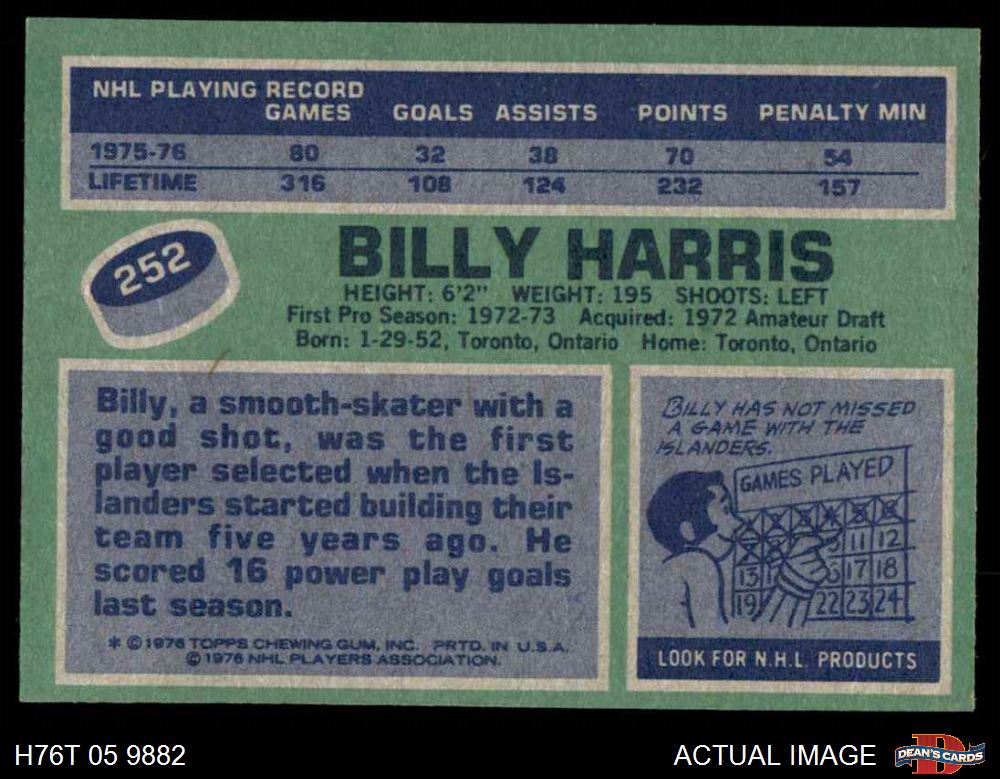 NHL PLAYING RECORD
GAMES GOALS ASSISTS POINTS PENALTY MIN
1975-76 80 32 38 70 54
LIFETIME 316 108 124 232 157
252
BILLY HARRIS
HEIGHT: 6'2" WEIGHT: 195 SHOOTS: LEFT
First Pro Season: 1972-73 Acquired: 1972 Amateur Draft
Born: 1-29-52, Toronto, Ontario Home: Toronto, Ontario
Billy, a smooth-skater with a
good shot, was the first
player selected when the Is-
landers started building their
team five years ago. He
scored 16 power play goals
last season.
* © 1976 TOPPS CHEWING GUM, INC. PRTD. IN U.S.A.
© 1976 NHL PLAYERS ASSOCIATION.
BILLY HAS NOT MISSED
A GAME WITH THE
ISLANDERS.
GAMES PLAYED
11 12
13 17 18
19 22 23 24
LOOK FOR N.H.L. PRODUCTS
H76T 05 9882
ACTUAL IMAGE
DEAN'S CARDS